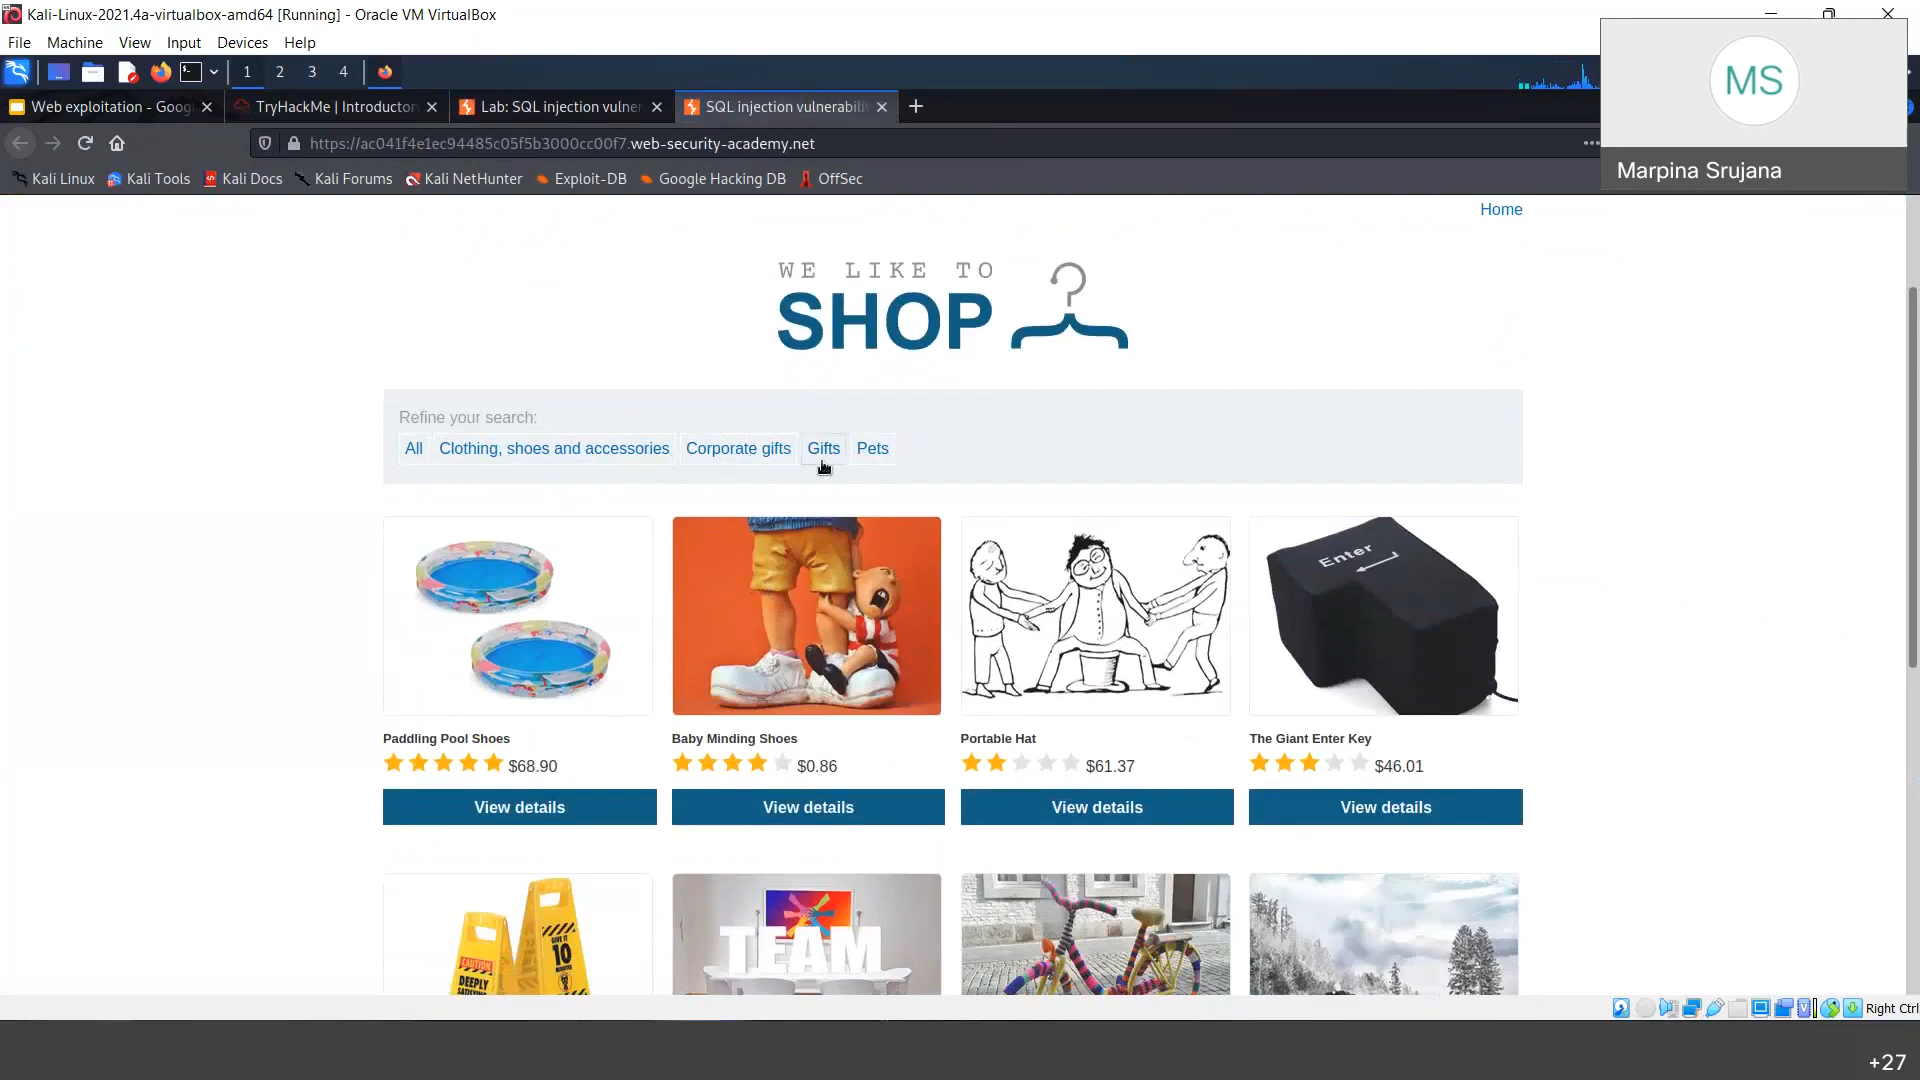 Kali-Linux-2021.4a-virtualbox-amd64 [Running] - Oracle VM VirtualBox
File Machine View Input Devices Help
1 2 3 4
Web exploitation - Goog
TryHackMe | Introductor
Lab: SQL injection vulner
SQL injection vulnerabili
https://ac041f4e1ec94485c05f5b3000cc00f7.web-security-academy.net
Kali Linux Kali Tools Kali Docs Kali Forums Kali NetHunter Exploit-DB Google Hacking DB OffSec
MS
Marpina Srujana
Home
WE LIKE TO
SHOP
Refine your search:
All Clothing, shoes and accessories Corporate gifts Gifts Pets
Enter
Paddling Pool Shoes
$68.90
View details
Baby Minding Shoes
$0.86
View details
Portable Hat
$61.37
View details
The Giant Enter Key
$46.01
View details
CAUTION
DEEPLY
GIVE IT
10
TEAM
Right Ctrl
+27